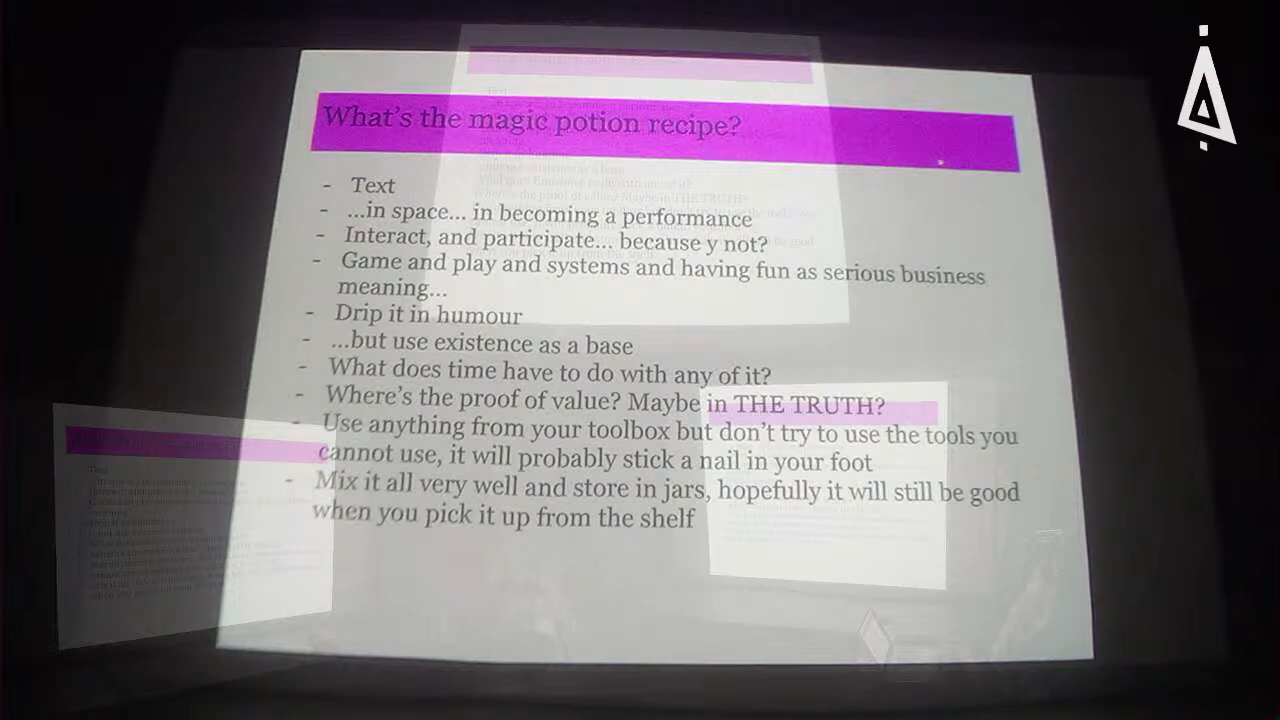 What's the magic potion recipe?
- Text
- ...in space... in becoming a performance
- Interact, and participate... because y not?
- Game and play and systems and having fun as serious business
meaning...
- Drip it in humour
- ...but use existence as a base
- What does time have to do with any of it?
- Where's the proof of value? Maybe in THE TRUTH?
- Use anything from your toolbox but don't try to use the tools you
cannot use, it will probably stick a nail in your foot
- Mix it all very well and store in jars, hopefully it will still be good
when you pick it up from the shelf